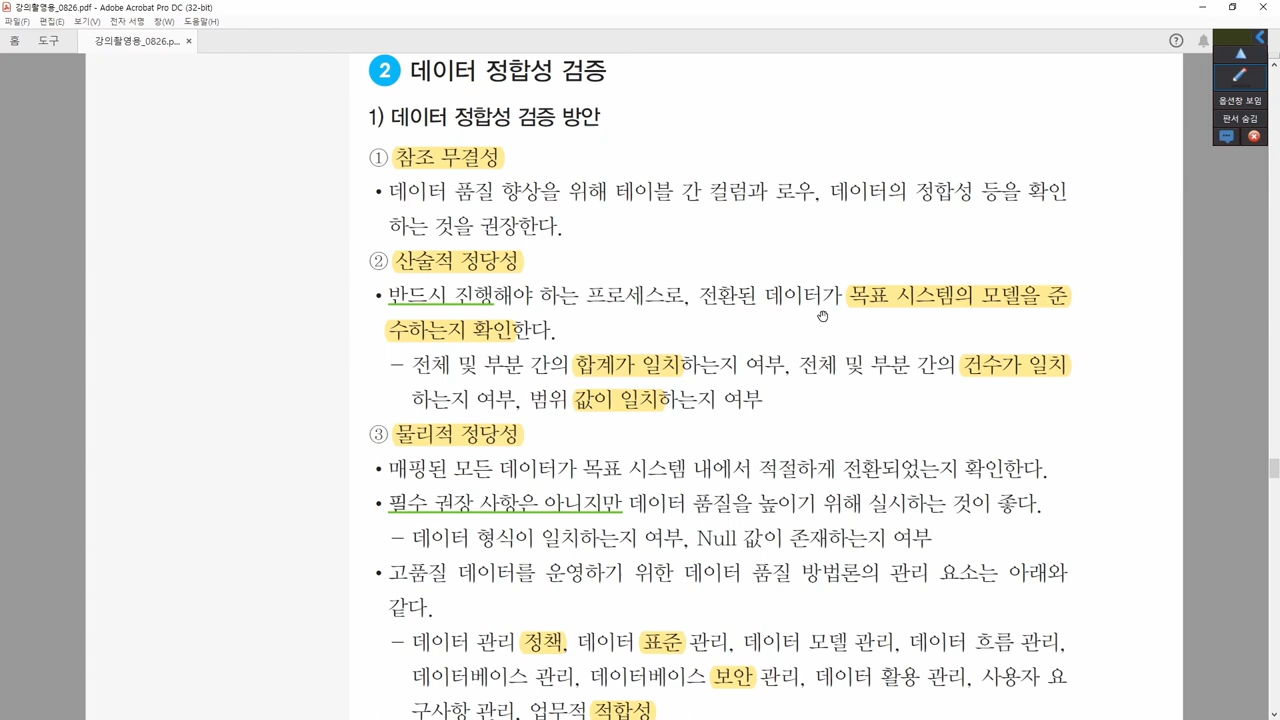 강의촬영용_0826.pdf - Adobe Acrobat Pro DC (32-bit)
파일(F) 편집(E) 보기(V) 전자 서명 창(W) 도움말(H)
홈 도구 강의촬영용_0826.p... ×
옵션창 보임
판서 숨김
2 데이터 정합성 검증
1) 데이터 정합성 검증 방안
① 참조 무결성
• 데이터 품질 향상을 위해 테이블 간 컬럼과 로우, 데이터의 정합성 등을 확인
하는 것을 권장한다.
② 산술적 정당성
• 반드시 진행해야 하는 프로세스로, 전환된 데이터가 목표 시스템의 모델을 준
수하는지 확인한다.
– 전체 및 부분 간의 합계가 일치하는지 여부, 전체 및 부분 간의 건수가 일치
하는지 여부, 범위 값이 일치하는지 여부
③ 물리적 정당성
• 매핑된 모든 데이터가 목표 시스템 내에서 적절하게 전환되었는지 확인한다.
• 필수 권장 사항은 아니지만 데이터 품질을 높이기 위해 실시하는 것이 좋다.
– 데이터 형식이 일치하는지 여부, Null 값이 존재하는지 여부
• 고품질 데이터를 운영하기 위한 데이터 품질 방법론의 관리 요소는 아래와
같다.
– 데이터 관리 정책, 데이터 표준 관리, 데이터 모델 관리, 데이터 흐름 관리,
데이터베이스 관리, 데이터베이스 보안 관리, 데이터 활용 관리, 사용자 요
구사항 관리, 업무적 적합성